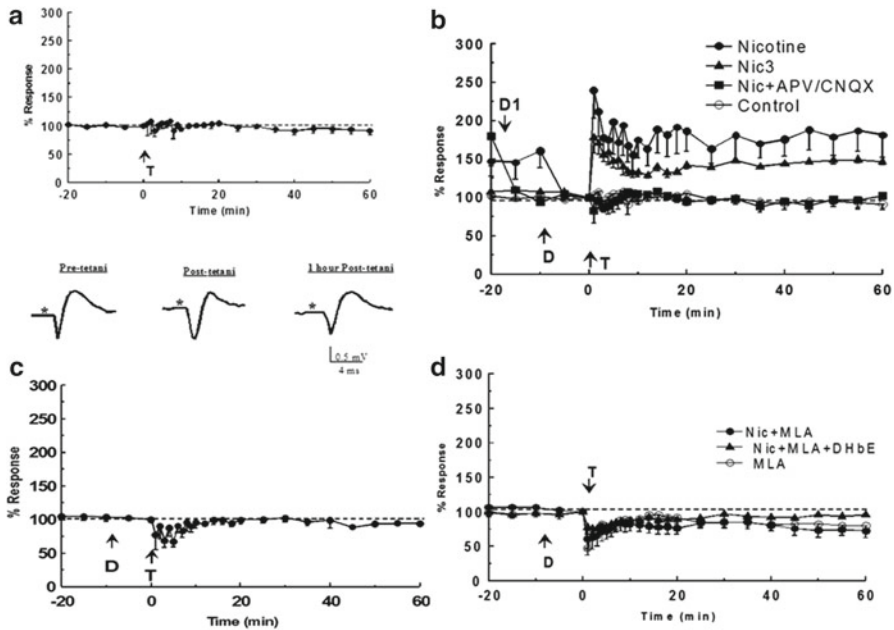 a
300
250
200
150
100
50
0
% Response
T
-20 0 20 40 60
Time (min)
Pre-tetani
Post-tetani
1 hour Post-tetani
*
*
*
0.5 mV
4 ms
b
300
250
200
150
100
50
0
% Response
Nicotine
Nic3
Nic+APV/CNQX
Control
D1
D
T
-20 0 20 40 60
Time (min)
c
300
250
200
150
100
50
0
% Response
D
T
-20 0 20 40 60
Time (min)
d
300
250
200
150
100
50
0
% Response
Nic+MLA
Nic+MLA+DHbE
MLA
T
D
-20 0 20 40 60
Time (min)